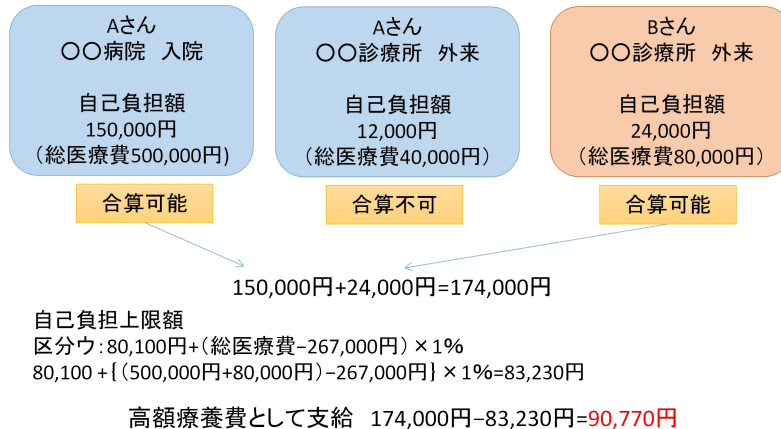 Aさん
〇〇病院 入院
自己負担額
150,000円
（総医療費500,000円)
合算可能
Aさん
〇〇診療所 外来
自己負担額
12,000円
（総医療費40,000円）
合算不可
Bさん
〇〇診療所 外来
自己負担額
24,000円
（総医療費80,000円）
合算可能
150,000円+24,000円=174,000円
自己負担上限額
区分ウ：80,100円+（総医療費−267,000円）×1％
80,100 +{（500,000円+80,000円）−267,000円}×1％=83,230円
高額療養費として支給 174,000円−83,230円=90,770円